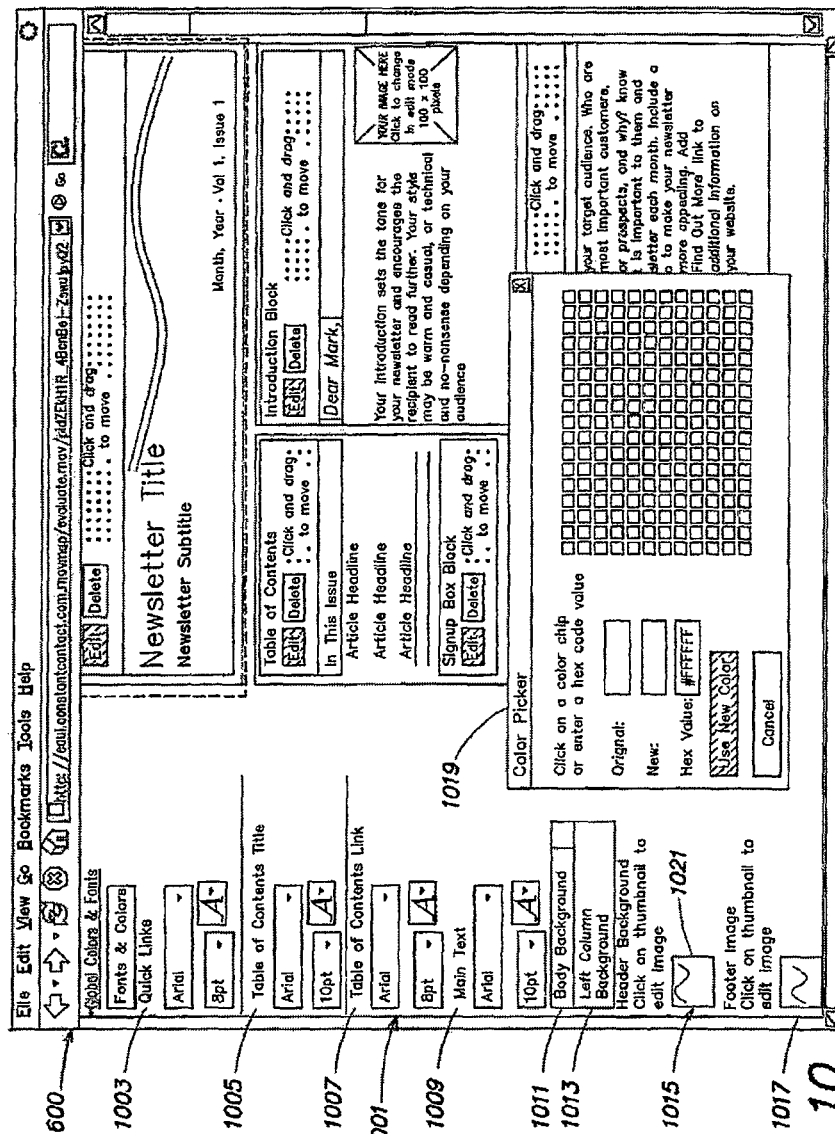 File Edit View Go Bookmarks Tools Help
Go
Global Colors & Fonts
Fonts & Colors
Quick Links
Arial
8pt A
Table of Contents Title
Arial
10pt A
Table of Contents Link
Arial
8pt A
Main Text
Arial
10pt A
Body Background
Left Column
Background
Header Background
Click on thumbnail to
edit image
Footer Image
Click on thumbnail to
edit image
Edit Delete Click and drag
to move
Newsletter Title
Newsletter Subtitle
Month, Year - Vol 1, Issue 1
Table of Contents
Edit Delete Click and drag
to move
In This Issue
Article Headline
Article Headline
Article Headline
Signup Box Block
Edit Delete Click and drag
to move
Introduction Block
Edit Delete Click and drag
to move
Dear Mark,
Your Introduction sets the tone for
your newsletter and encourages the
recipient to read further. Your style
may be warm and casual, or technical
and no-nonsense depending on your
audience
YOUR IMAGE HERE
Click to change
in edit mode
100 x 100
pixels
Click and drag
to move
your target audience. Who are
most important customers,
or prospects, and why? know
t is important to them and
sletter each month. Include a
o to make your newsletter
more appealing. Add
Find Out More' link to
additional information on
your website.
Color Picker
Click on a color chip
or enter a hex code value
Orignal:
New:
Hex Value: #FFFFFF
Use New Color
Cancel
600
1003
1005
1007
001
1009
1011
1013
1015
1017
1019
1021
10